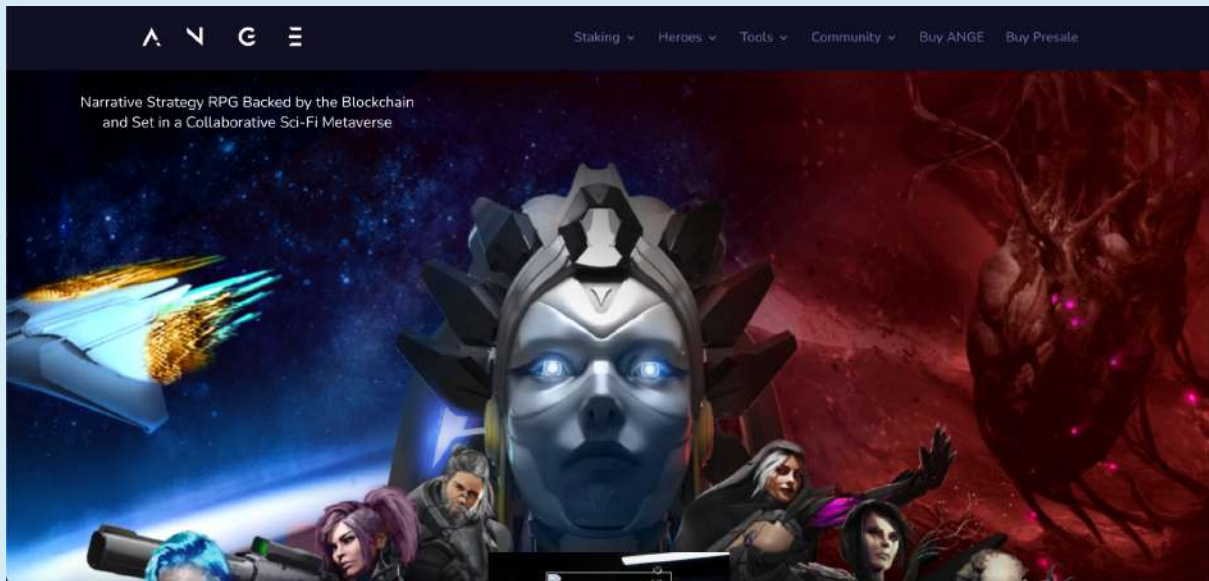 ANGE
Staking Heroes Tools Community Buy ANGE Buy Presale
Narrative Strategy RPG Backed by the Blockchain
and Set in a Collaborative Sci-Fi Metaverse